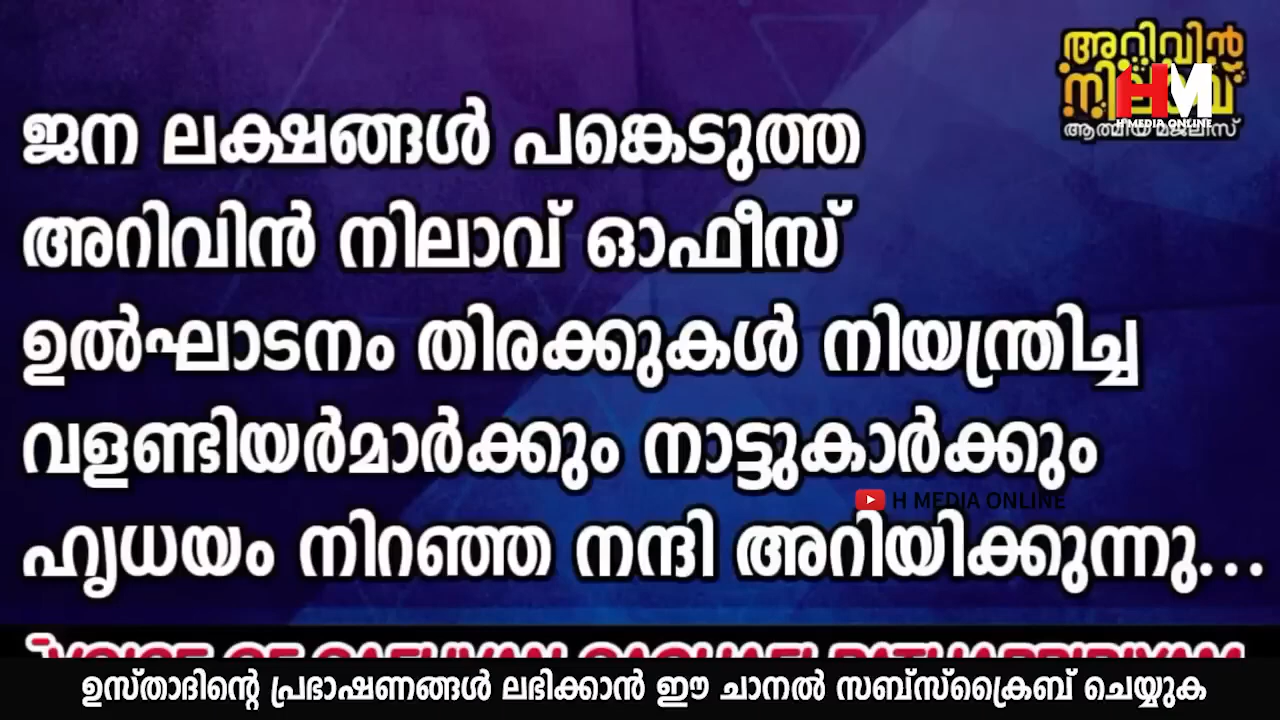 അറിവിൻ
H MEDIA ONLINE
ആത്മീയ മജ്ലിസ്
ജന ലക്ഷങ്ങൾ പങ്കെടുത്ത
അറിവിൻ നിലാവ് ഓഫീസ്
ഉൽഘാടനം തിരക്കുകൾ നിയന്ത്രിച്ച
വളണ്ടിയർമാർക്കും നാട്ടുകാർക്കും
H MEDIA ONLINE
ഹൃധയം നിറഞ്ഞ നന്ദി അറിയിക്കുന്നു...
ഉസ്താദിന്റെ പ്രഭാഷണങ്ങൾ ലഭിക്കാൻ ഈ ചാനൽ സബ്സ്ക്രൈബ് ചെയ്യുക